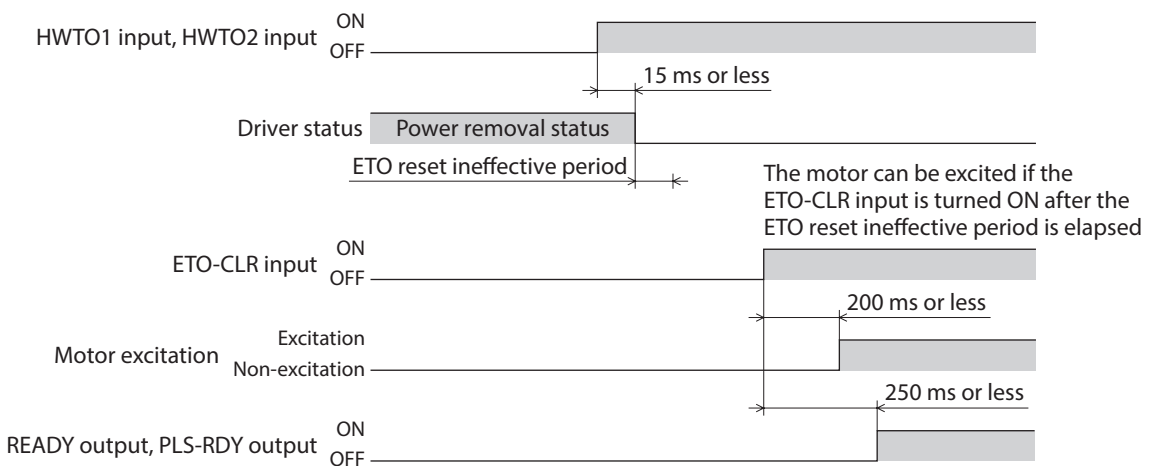 HWTO1 input, HWTO2 input
ON
OFF
15 ms or less
Driver status
Power removal status
ETO reset ineffective period
The motor can be excited if the
ETO-CLR input is turned ON after the
ETO reset ineffective period is elapsed
ETO-CLR input
ON
OFF
200 ms or less
Motor excitation
Excitation
Non-excitation
250 ms or less
READY output, PLS-RDY output
ON
OFF